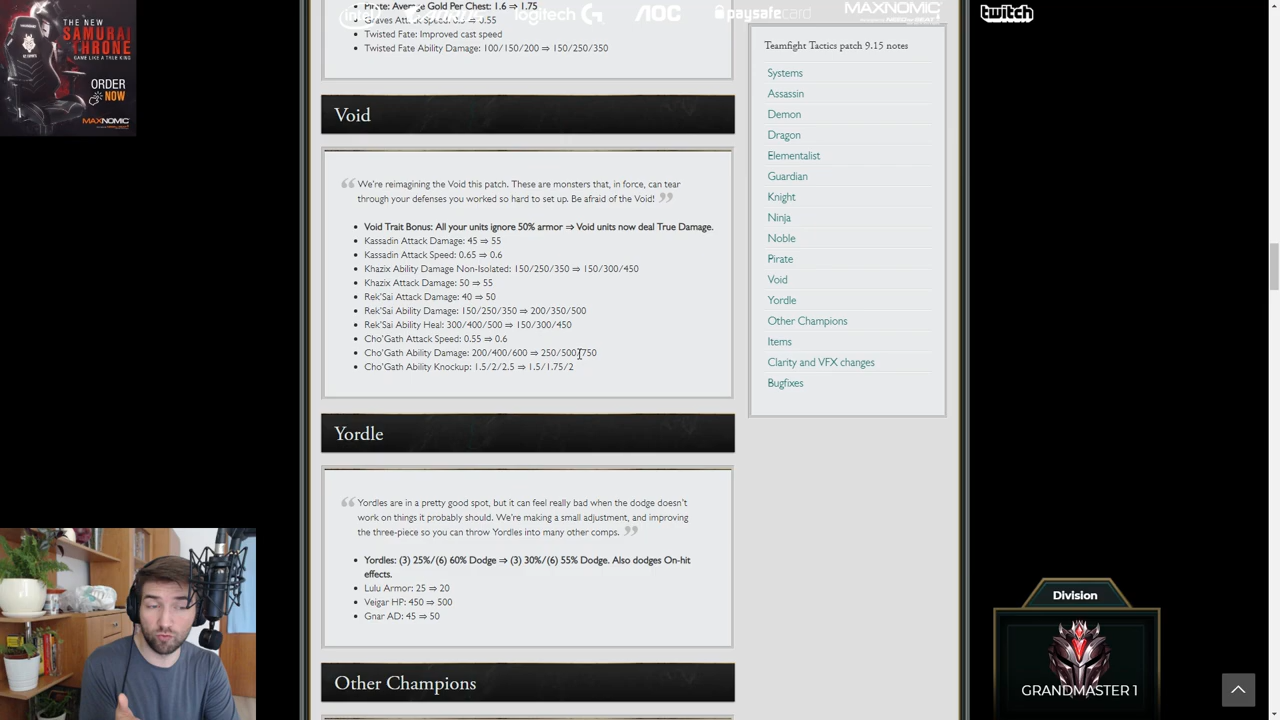 THE NEW
SAMURAI
THRONE
GAME LIKE A TRUE KING
ORDER
NOW
MAXNOMIC
intel
logitech G
AOC
paysafecard
MAXNOMIC
twitch
Average Gold Per Chest: 1.6 ⇒ 1.75
Graves Attack Speed: ⇒ 0.55
Twisted Fate: Improved cast speed
Twisted Fate Ability Damage: 100/150/200 ⇒ 150/250/350
Void
We're reimagining the Void this patch. These are monsters that, in force, can tear
through your defenses you worked so hard to set up. Be afraid of the Void!
Void Trait Bonus: All your units ignore 50% armor ⇒ Void units now deal True Damage.
Kassadin Attack Damage: 45 ⇒ 55
Kassadin Attack Speed: 0.65 ⇒ 0.6
Khazix Ability Damage Non-Isolated: 150/250/350 ⇒ 150/300/450
Khazix Attack Damage: 50 ⇒ 55
Rek'Sai Attack Damage: 40 ⇒ 50
Rek'Sai Ability Damage: 150/250/350 ⇒ 200/350/500
Rek'Sai Ability Heal: 300/400/500 ⇒ 150/300/450
Cho'Gath Attack Speed: 0.55 ⇒ 0.6
Cho'Gath Ability Damage: 200/400/600 ⇒ 250/500/750
Cho'Gath Ability Knockup: 1.5/2/2.5 ⇒ 1.5/1.75/2
Yordle
Yordles are in a pretty good spot, but it can feel really bad when the dodge doesn't
work on things it probably should. We're making a small adjustment, and improving
the three-piece so you can throw Yordles into many other comps.
Yordles: (3) 25%/(6) 60% Dodge ⇒ (3) 30%/(6) 55% Dodge. Also dodges On-hit
effects.
Lulu Armor: 25 ⇒ 20
Veigar HP: 450 ⇒ 500
Gnar AD: 45 ⇒ 50
Other Champions
Teamfight Tactics patch 9.15 notes
Systems
Assassin
Demon
Dragon
Elementalist
Guardian
Knight
Ninja
Noble
Pirate
Void
Yordle
Other Champions
Items
Clarity and VFX changes
Bugfixes
Division
GRANDMASTER 1